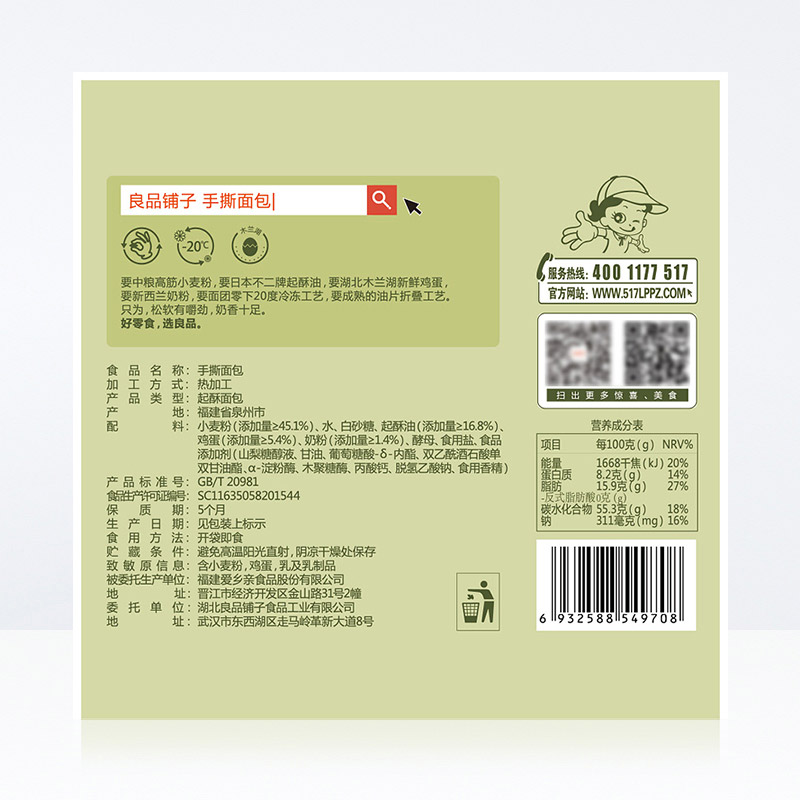 良品铺子 手撕面包
-20℃
木兰湖
要中粮高筋小麦粉，要日本不二牌起酥油，要湖北木兰湖新鲜鸡蛋，
要新西兰奶粉，要面团零下20度冷冻工艺，要成熟的油片折叠工艺。
只为，松软有嚼劲，奶香十足。
好零食，选良品。
食品名称：手撕面包
加工方式：热加工
产品类型：起酥面包
产地：福建省泉州市
配料：小麦粉(添加量≥45.1%)、水、白砂糖、起酥油(添加量≥16.8%)、
鸡蛋(添加量≥5.4%)、奶粉(添加量≥1.4%)、酵母、食用盐、食品
添加剂(山梨糖醇液、甘油、葡萄糖酸-δ-内酯、双乙酰酒石酸单
双甘油酯、α-淀粉酶、木聚糖酶、丙酸钙、脱氢乙酸钠、食用香精)
产品标准号：GB/T 20981
食品生产许可证编号：SC11635058201544
保质期：5个月
生产日期：见包装上标示
食用方法：开袋即食
贮藏条件：避免高温阳光直射，阴凉干燥处保存
致敏原信息：含小麦粉，鸡蛋，乳及乳制品
被委托生产单位：福建爱乡亲食品股份有限公司
地址：晋江市经济开发区金山路31号2幢
委托单位：湖北良品铺子食品工业有限公司
地址：武汉市东西湖区走马岭革新大道8号
服务热线：400 1177 517
官方网站：WWW.517LPPZ.COM
扫出更多惊喜、美食
营养成分表
项目 每100克(g) NRV%
能量 1668千焦(kJ) 20%
蛋白质 8.2克(g) 14%
脂肪 15.9克(g) 27%
-反式脂肪酸0克(g)
碳水化合物 55.3克(g) 18%
钠 311毫克(mg) 16%
6 932588 549708